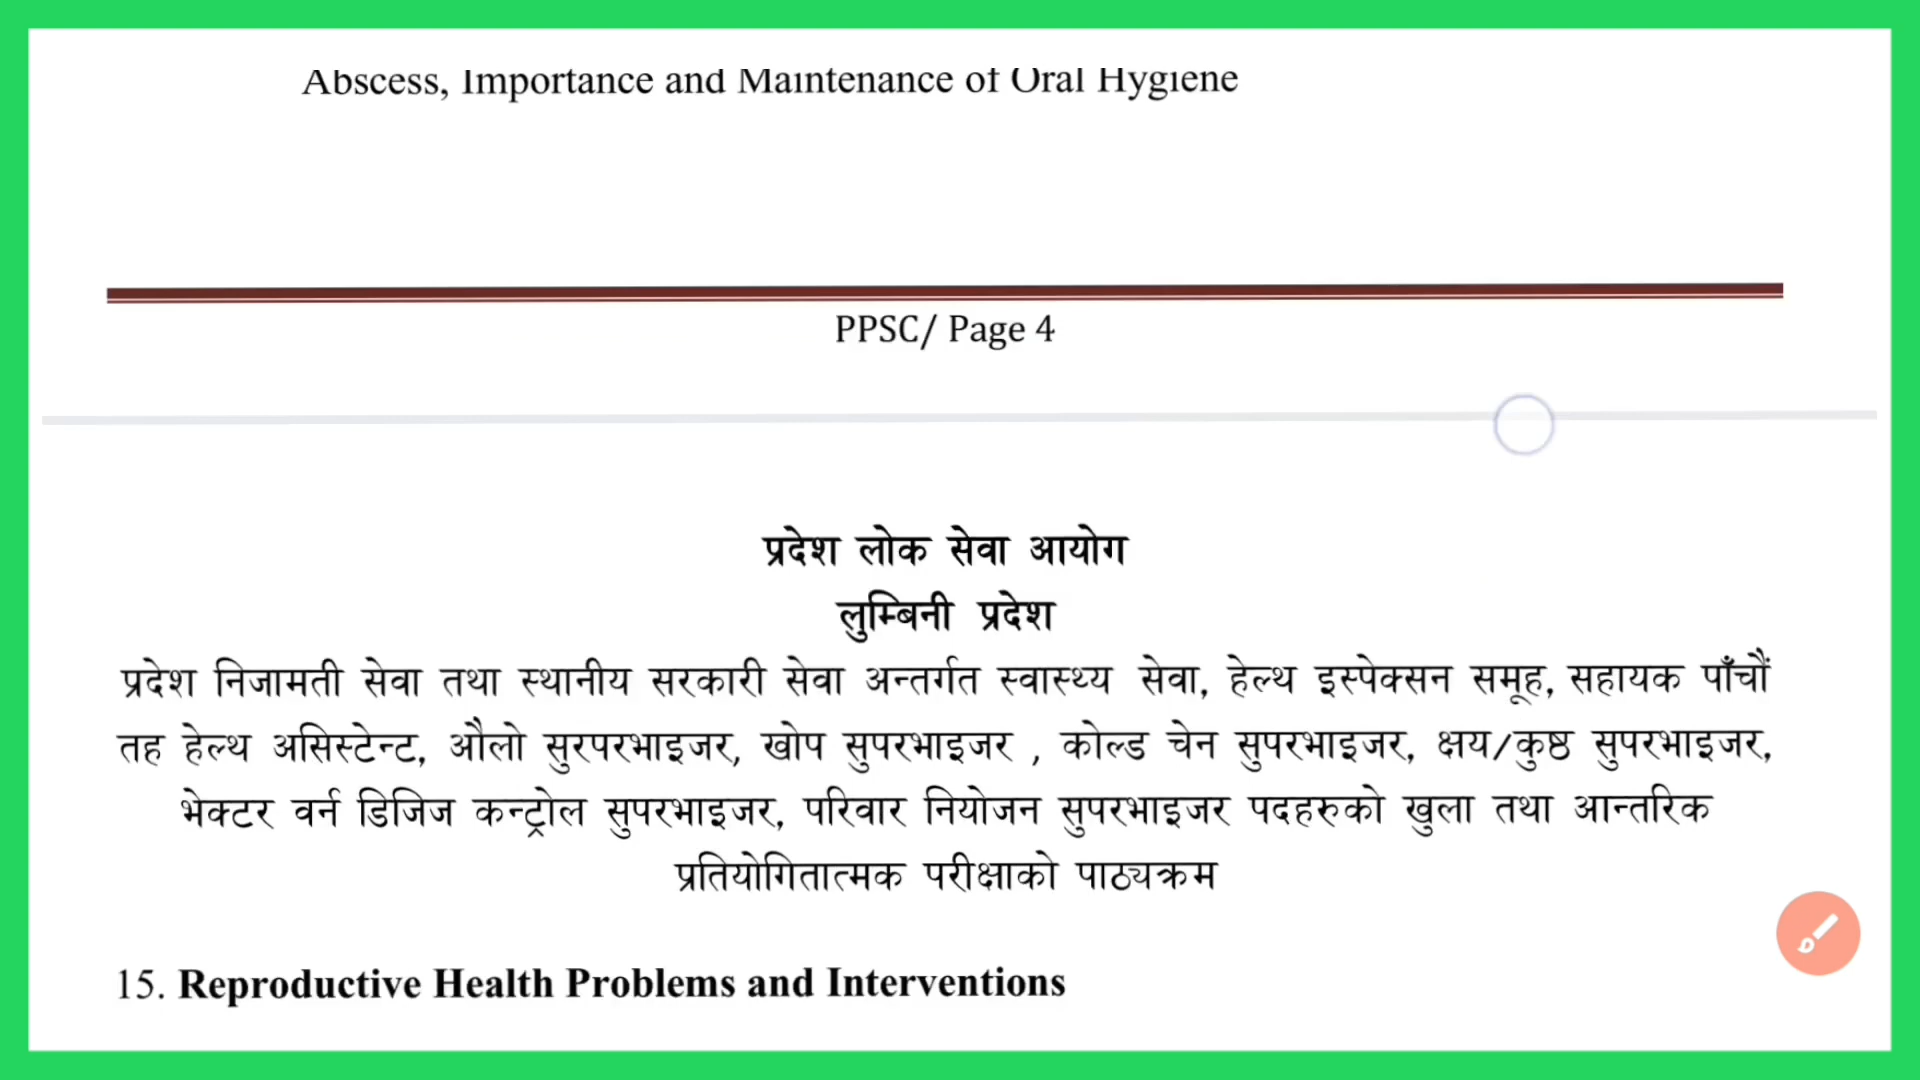 Abscess, Importance and Maintenance of Oral Hygiene
PPSC/ Page 4
प्रदेश लोक सेवा आयोग
लुम्बिनी प्रदेश
प्रदेश निजामती सेवा तथा स्थानीय सरकारी सेवा अन्तर्गत स्वास्थ्य सेवा, हेल्थ इस्पेक्सन समूह, सहायक पाँचौं
तह हेल्थ असिस्टेन्ट, औलो सुरपरभाइजर, खोप सुपरभाइजर , कोल्ड चेन सुपरभाइजर, क्षय/कुष्ठ सुपरभाइजर,
भेक्टर वर्न डिजिज कन्ट्रोल सुपरभाइजर, परिवार नियोजन सुपरभाइजर पदहरुको खुला तथा आन्तरिक
प्रतियोगितात्मक परीक्षाको पाठ्यक्रम
15. Reproductive Health Problems and Interventions